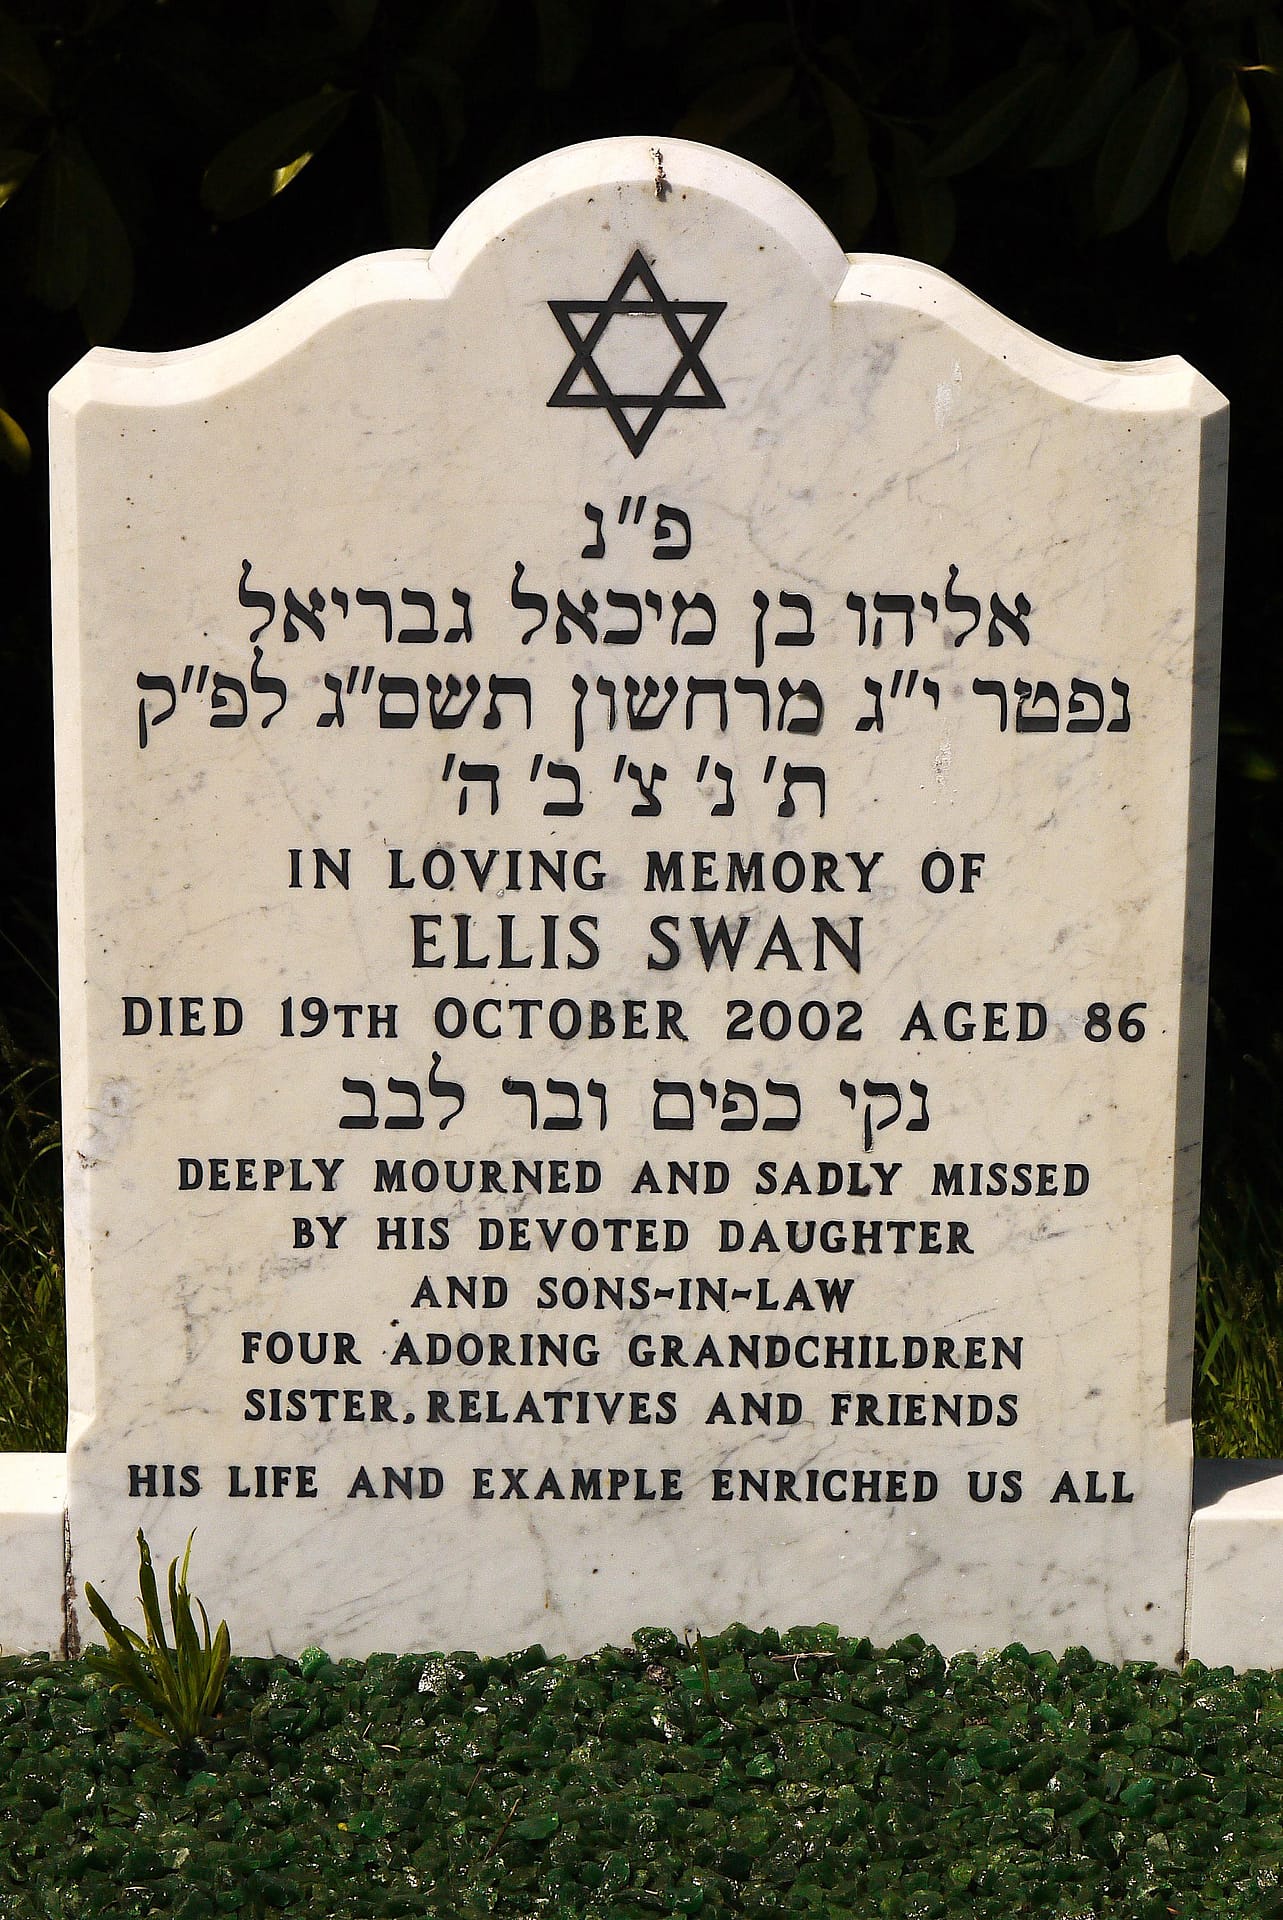 פ"נ
אליהו בן מיכאל גבריאל
נפטר י"ג מרחשון תשס"ג לפ"ק
ת' נ' צ' ב' ה'
IN LOVING MEMORY OF
ELLIS SWAN
DIED 19TH OCTOBER 2002 AGED 86
נקי כפים ובר לבב
DEEPLY MOURNED AND SADLY MISSED
BY HIS DEVOTED DAUGHTER
AND SONS-IN-LAW
FOUR ADORING GRANDCHILDREN
SISTER, RELATIVES AND FRIENDS
HIS LIFE AND EXAMPLE ENRICHED US ALL